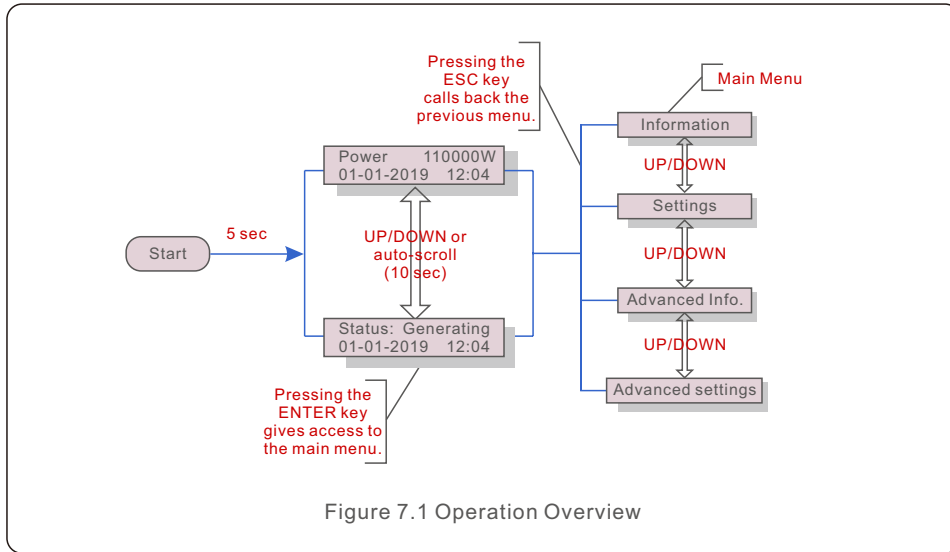 Pressing the
ESC key
calls back the
previous menu.
Main Menu
Information
UP/DOWN
Settings
UP/DOWN
Advanced Info.
UP/DOWN
Advanced settings
Power 110000W
01-01-2019 12:04
Start
5 sec
UP/DOWN or
auto-scroll
(10 sec)
Status: Generating
01-01-2019 12:04
Pressing the
ENTER key
gives access to
the main menu.
Figure 7.1 Operation Overview